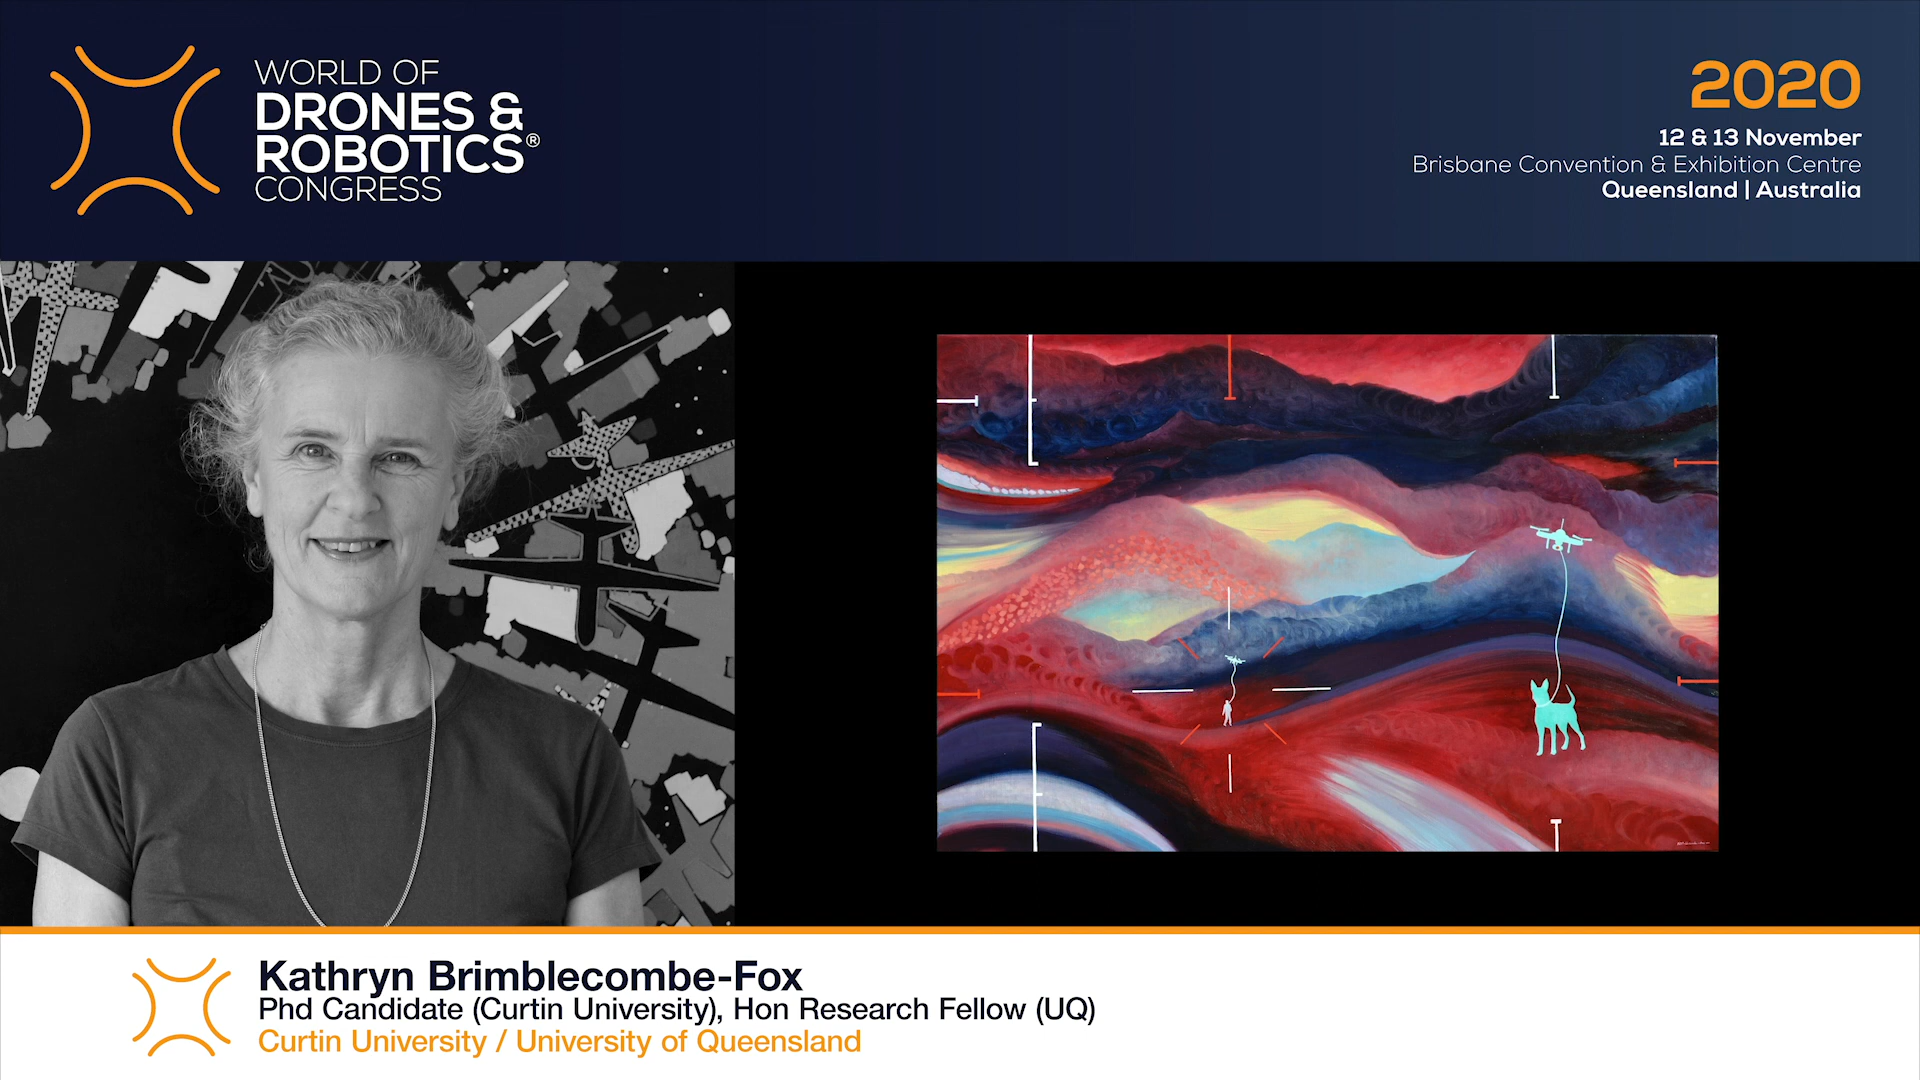 WORLD OF
DRONES &
ROBOTICS®
CONGRESS
2020
12 & 13 November
Brisbane Convention & Exhibition Centre
Queensland | Australia
Kathryn Brimblecombe-Fox
Phd Candidate (Curtin University), Hon Research Fellow (UQ)
Curtin University / University of Queensland